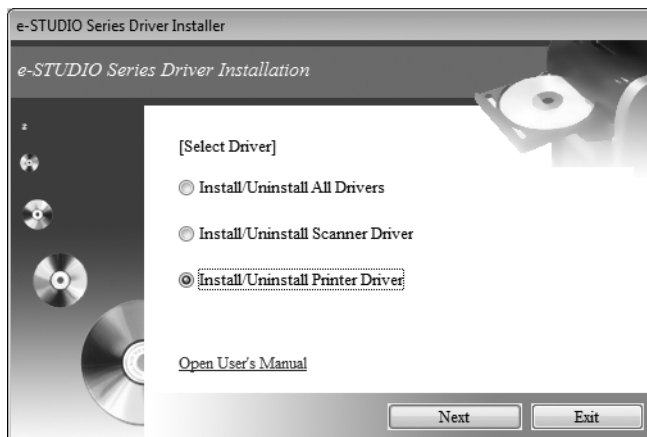 e-STUDIO Series Driver Installer
e-STUDIO Series Driver Installation
[Select Driver]
Install/Uninstall All Drivers
Install/Uninstall Scanner Driver
Install/Uninstall Printer Driver
Open User's Manual
Next
Exit